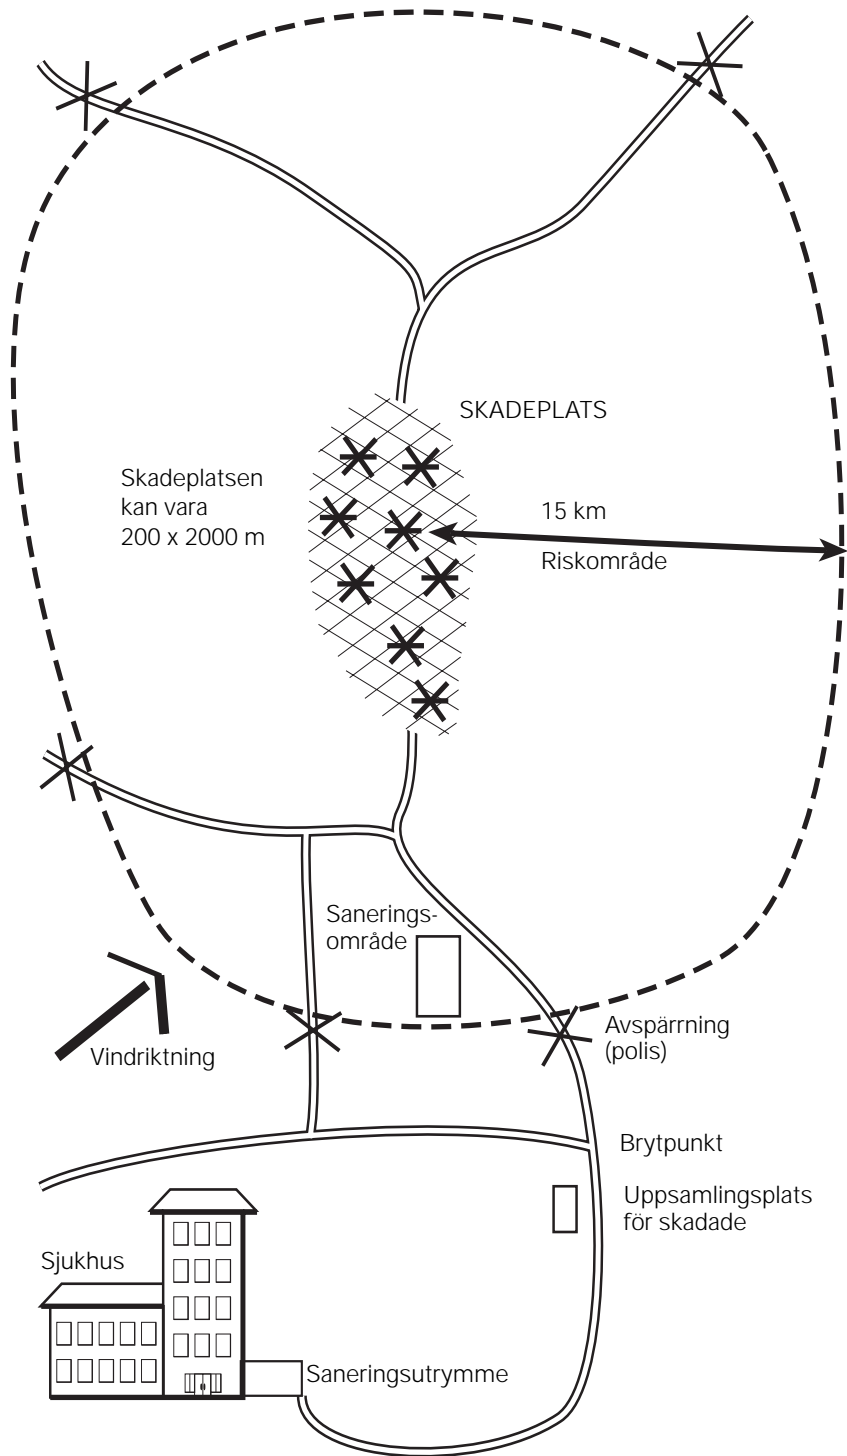 SKADEPLATS
Skadeplatsen
kan vara
200 x 2000 m
15 km
Riskområde
Sanerings-
område
Vindriktning
Avspärrning
(polis)
Brytpunkt
Uppsamlingsplats
för skadade
Sjukhus
Saneringsutrymme